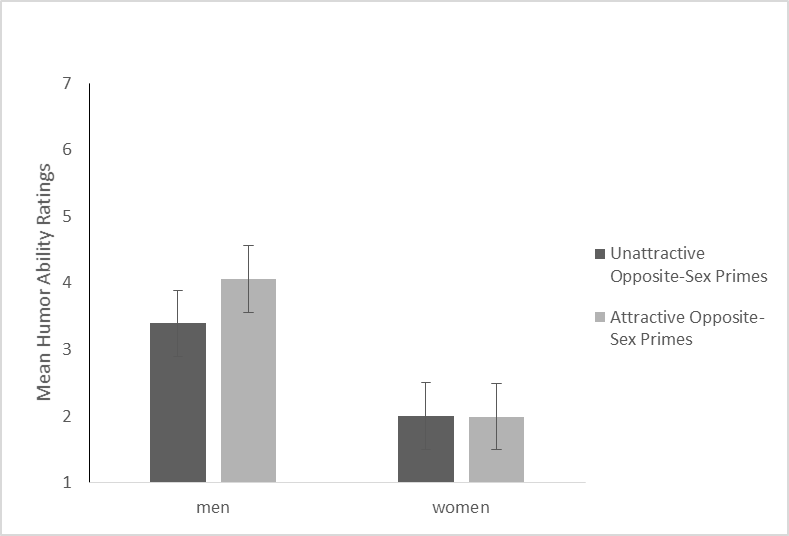 7
6
5
4
3
2
1
Mean Humor Ability Ratings
men
women
Unattractive
Opposite-Sex Primes
Attractive Opposite-
Sex Primes